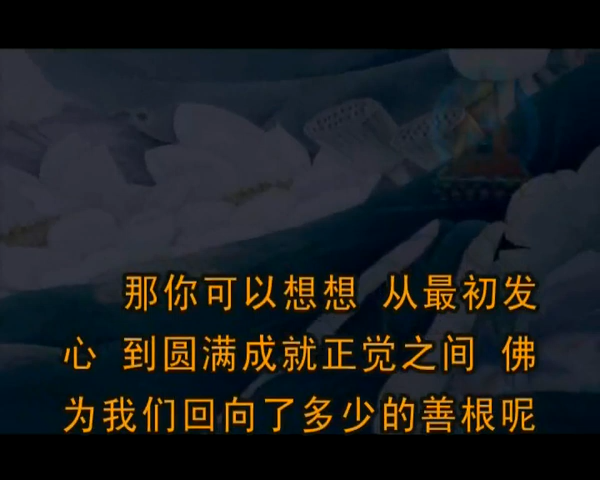 那你可以想想 从最初发
心 到圆满成就正觉之间 佛
为我们回向了多少的善根呢